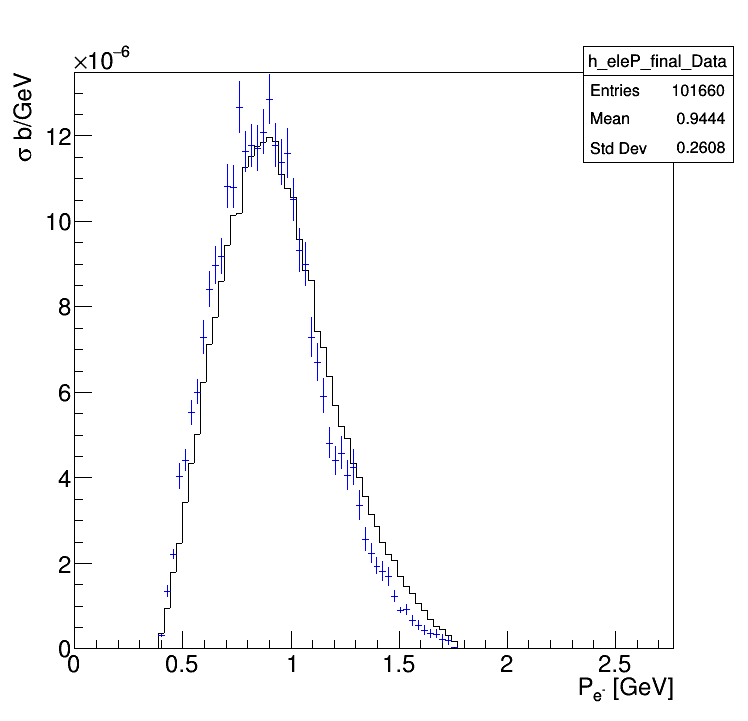 ×10⁻⁶
σ b/GeV
h_eleP_final_Data
Entries 101660
Mean 0.9444
Std Dev 0.2608
12
10
8
6
4
2
0
0 0.5 1 1.5 2 2.5
P_e⁻ [GeV]